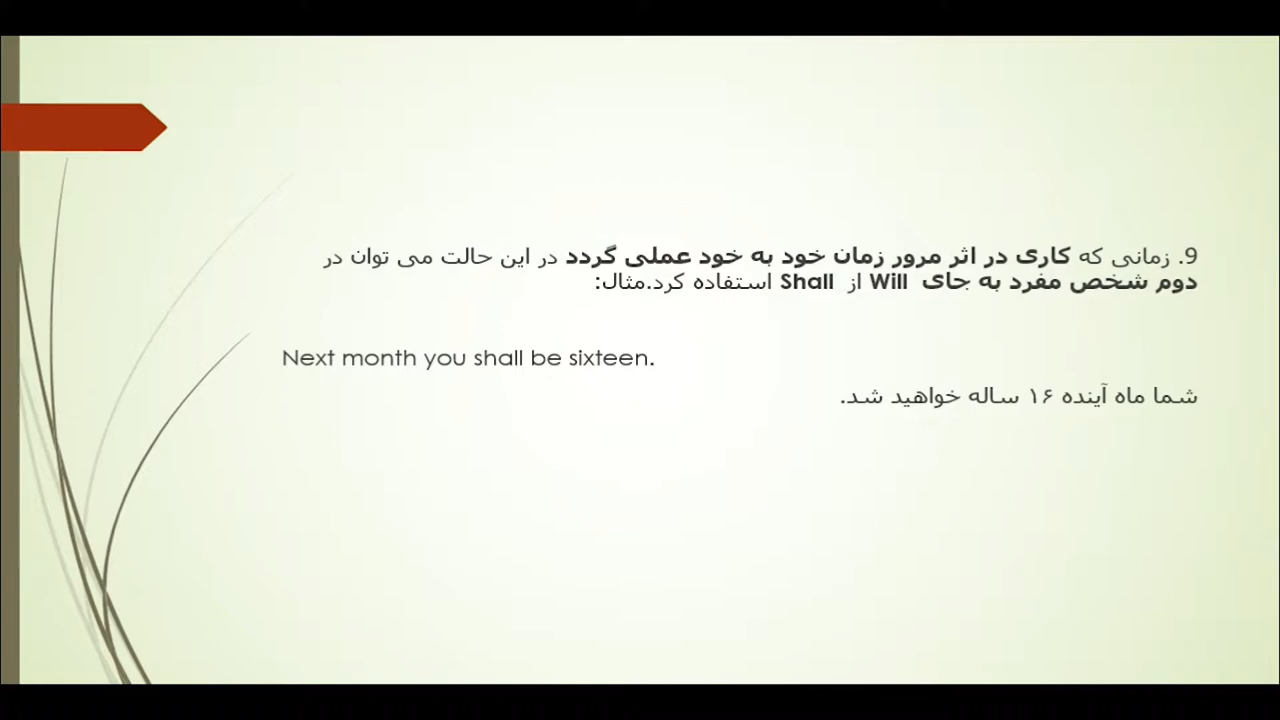 9. زمانی که کاری در اثر مرور زمان خود به خود عملی گردد در این حالت می توان در
دوم شخص مفرد به جای Will از Shall استفاده کرد.مثال:
Next month you shall be sixteen.
شما ماه آینده ۱۶ ساله خواهید شد.